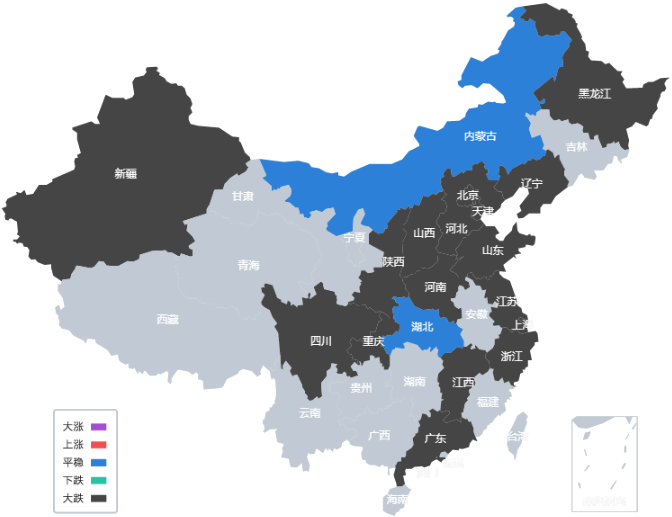 黑龙江
内蒙古
吉林
新疆
辽宁
甘肃
北京
天津
宁夏
山西
河北
山东
陕西
青海
河南
江苏
西藏
安徽
上海
湖北
四川
重庆
浙江
贵州
湖南
江西
福建
云南
广西
广东
台湾
海南
大涨
上涨
平稳
下跌
大跌